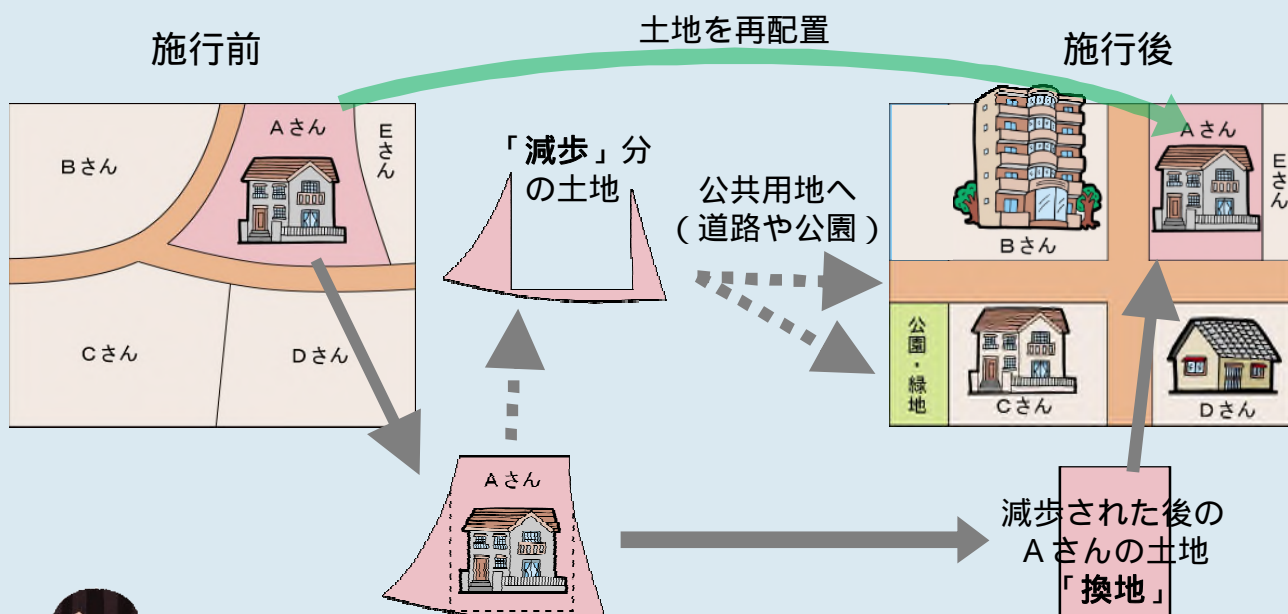 施行前
土地を再配置
施行後
Bさん
Aさん
Eさん
Cさん
Dさん
「減歩」分
の土地
公共用地へ
（道路や公園）
Bさん
Aさん
Eさん
公園・緑地
Cさん
Dさん
Aさん
減歩された後の
Aさんの土地
「換地」